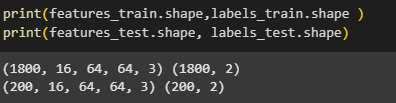 print(features_train.shape,labels_train.shape )
print(features_test.shape, labels_test.shape)
(1800, 16, 64, 64, 3) (1800, 2)
(200, 16, 64, 64, 3) (200, 2)